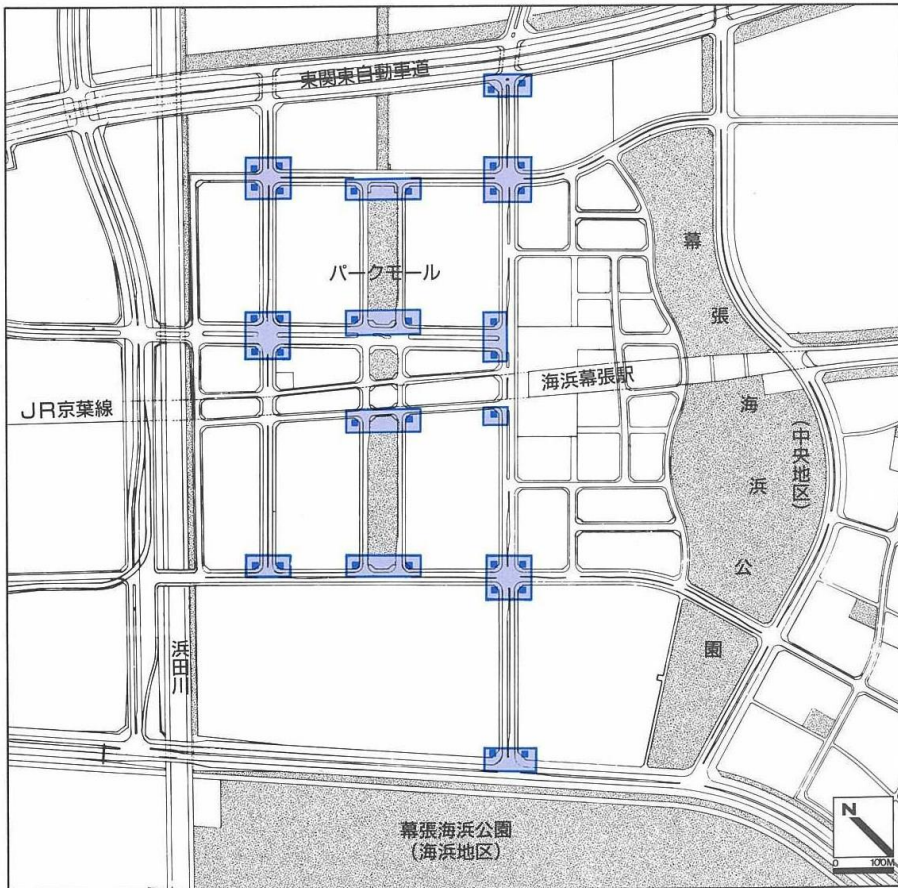 東関東自動車道
パークモール
幕張海浜公園
(中央地区)
海浜幕張駅
JR京葉線
浜田川
幕張海浜公園
(海浜地区)
N
0 100M